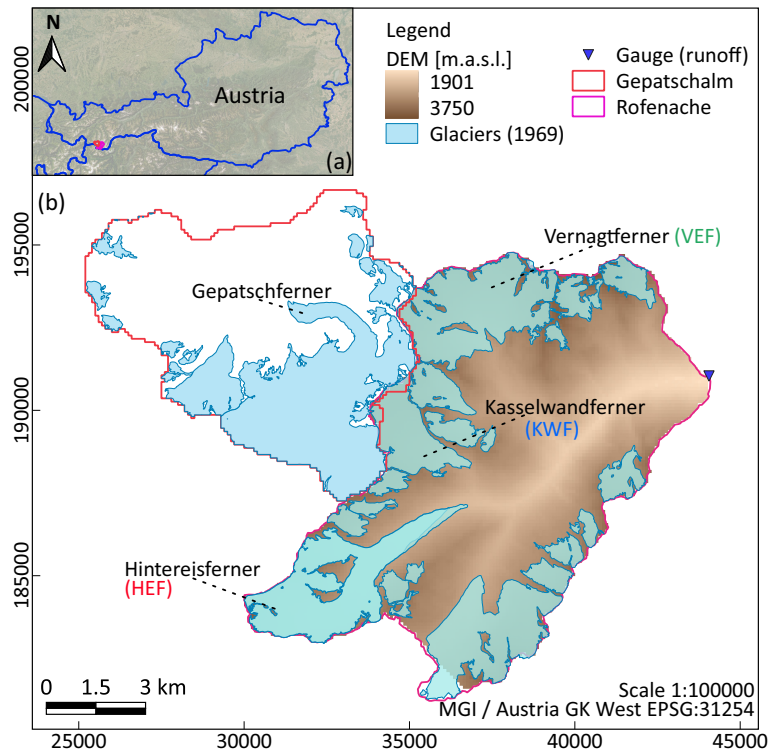 N
Austria
(a)
200000
Legend
DEM [m.a.s.l.]
1901
3750
Glaciers (1969)
Gauge (runoff)
Gepatschalm
Rofenache
(b)
195000
190000
185000
Vernagtferner (VEF)
Gepatschferner
Kasselwandferner
(KWF)
Hintereisferner
(HEF)
0 1.5 3 km
Scale 1:100000
MGI / Austria GK West EPSG:31254
25000 30000 35000 40000 45000